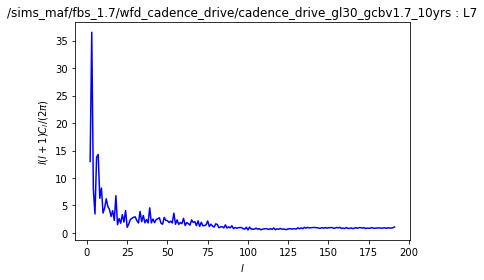 /sims_maf/fbs_1.7/wfd_cadence_drive/cadence_drive_gl30_gcbv1.7_10yrs : L7
35
30
25
20
15
10
5
0
l(l + 1)C_l/(2π)
0 25 50 75 100 125 150 175 200
l